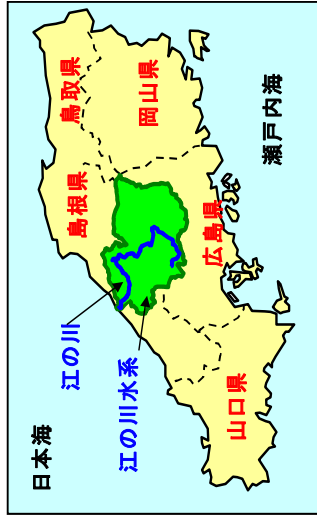 日本海
江の川
江の川水系
島根県
鳥取県
岡山県
広島県
山口県
瀬戸内海